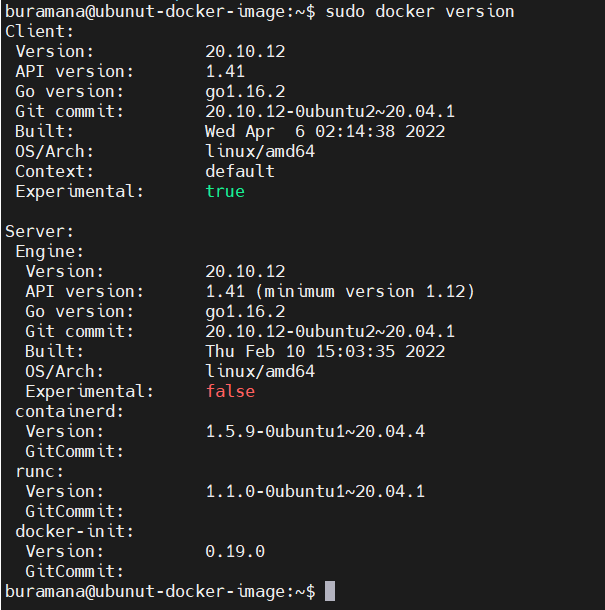 buramana@ubunut-docker-image:~$ sudo docker version
Client:
 Version:           20.10.12
 API version:       1.41
 Go version:        go1.16.2
 Git commit:        20.10.12-0ubuntu2~20.04.1
 Built:             Wed Apr  6 02:14:38 2022
 OS/Arch:           linux/amd64
 Context:           default
 Experimental:      true

Server:
 Engine:
  Version:          20.10.12
  API version:      1.41 (minimum version 1.12)
  Go version:       go1.16.2
  Git commit:       20.10.12-0ubuntu2~20.04.1
  Built:            Thu Feb 10 15:03:35 2022
  OS/Arch:          linux/amd64
  Experimental:     false
 containerd:
  Version:          1.5.9-0ubuntu1~20.04.4
  GitCommit:
 runc:
  Version:          1.1.0-0ubuntu1~20.04.1
  GitCommit:
 docker-init:
  Version:          0.19.0
  GitCommit:
buramana@ubunut-docker-image:~$